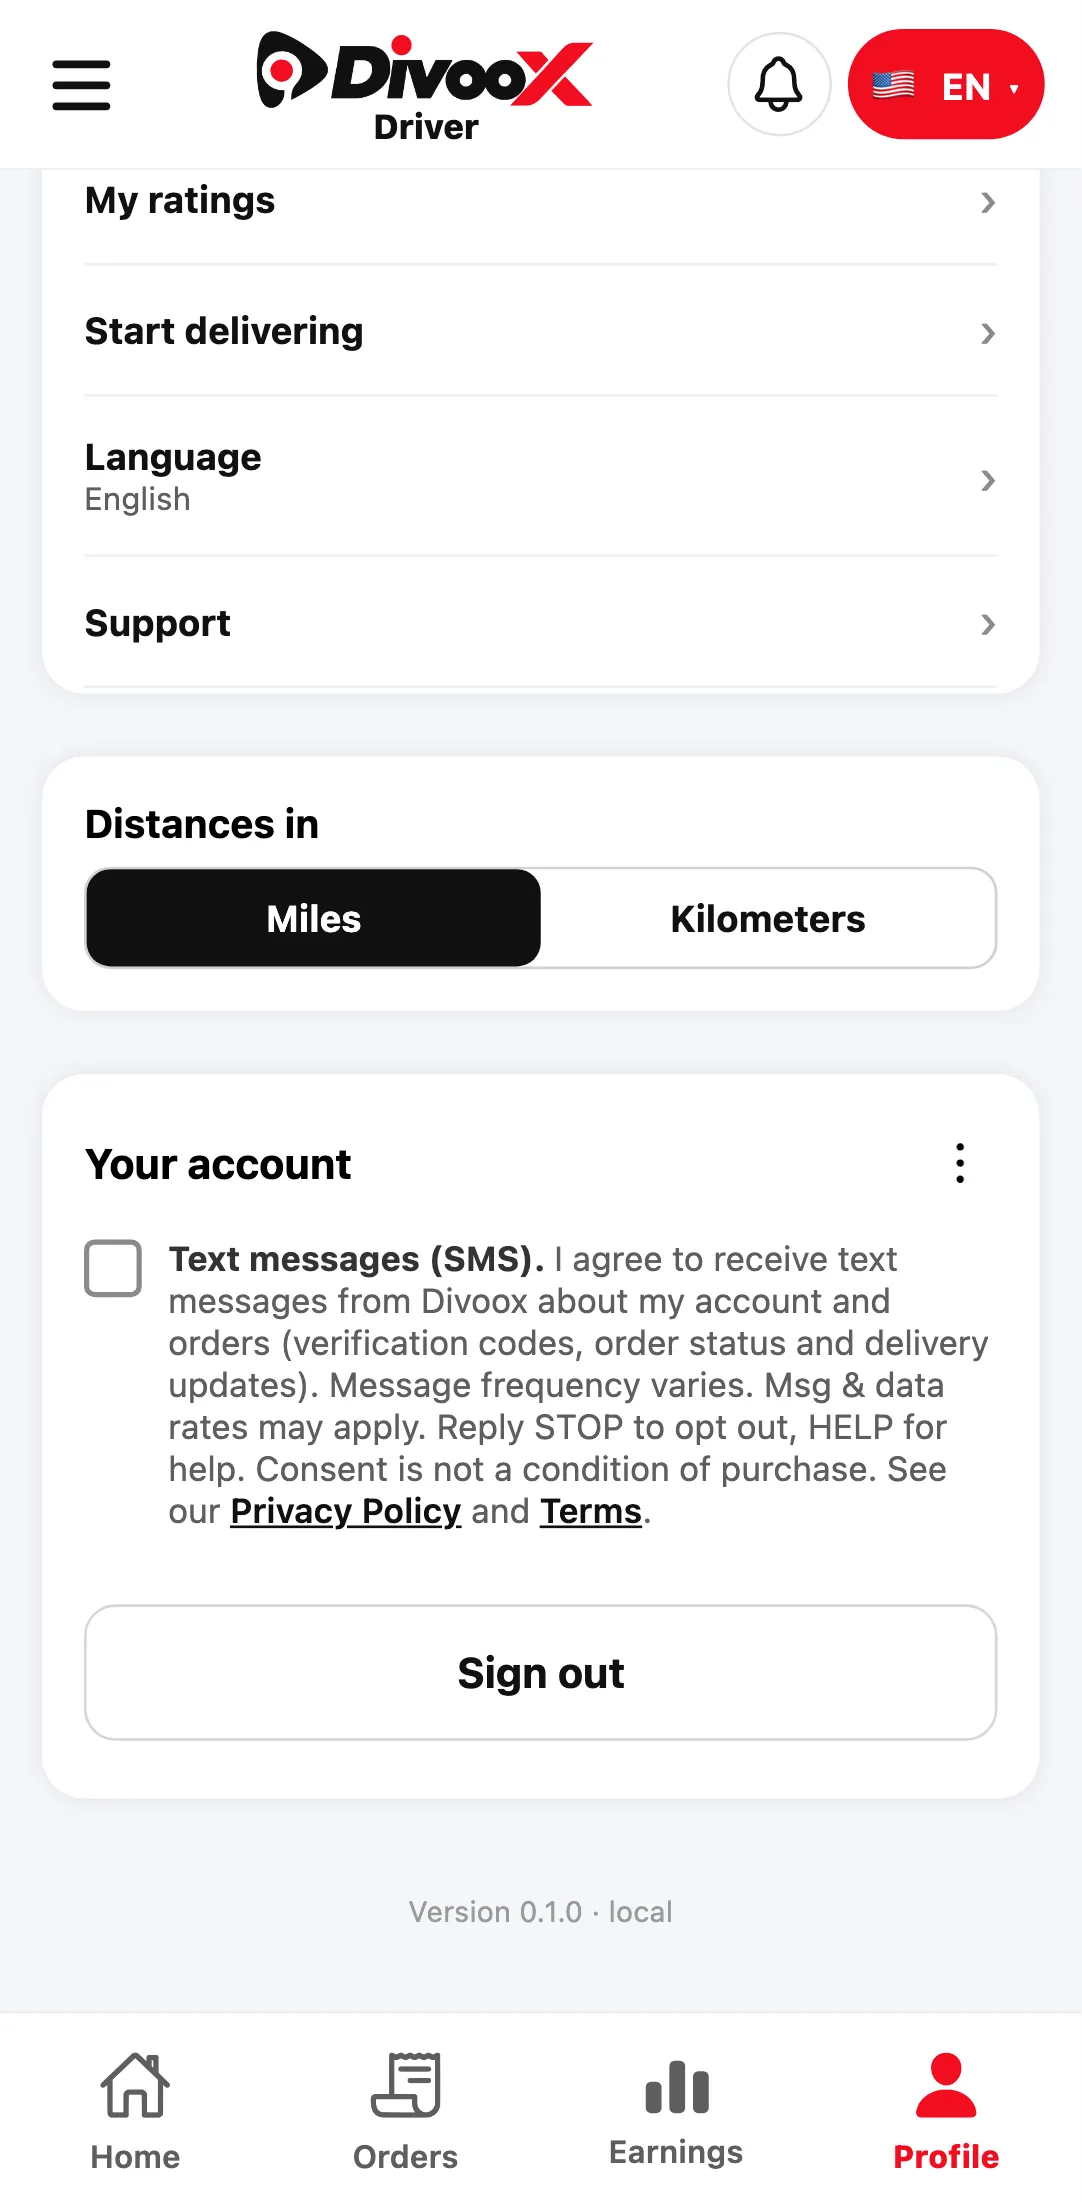 DivooX
Driver
EN
My ratings
Start delivering
Language
English
Support
Distances in
Miles
Kilometers
Your account
Text messages (SMS). I agree to receive text
messages from Divoox about my account and
orders (verification codes, order status and delivery
updates). Message frequency varies. Msg & data
rates may apply. Reply STOP to opt out, HELP for
help. Consent is not a condition of purchase. See
our Privacy Policy and Terms.
Sign out
Version 0.1.0 · local
Home
Orders
Earnings
Profile